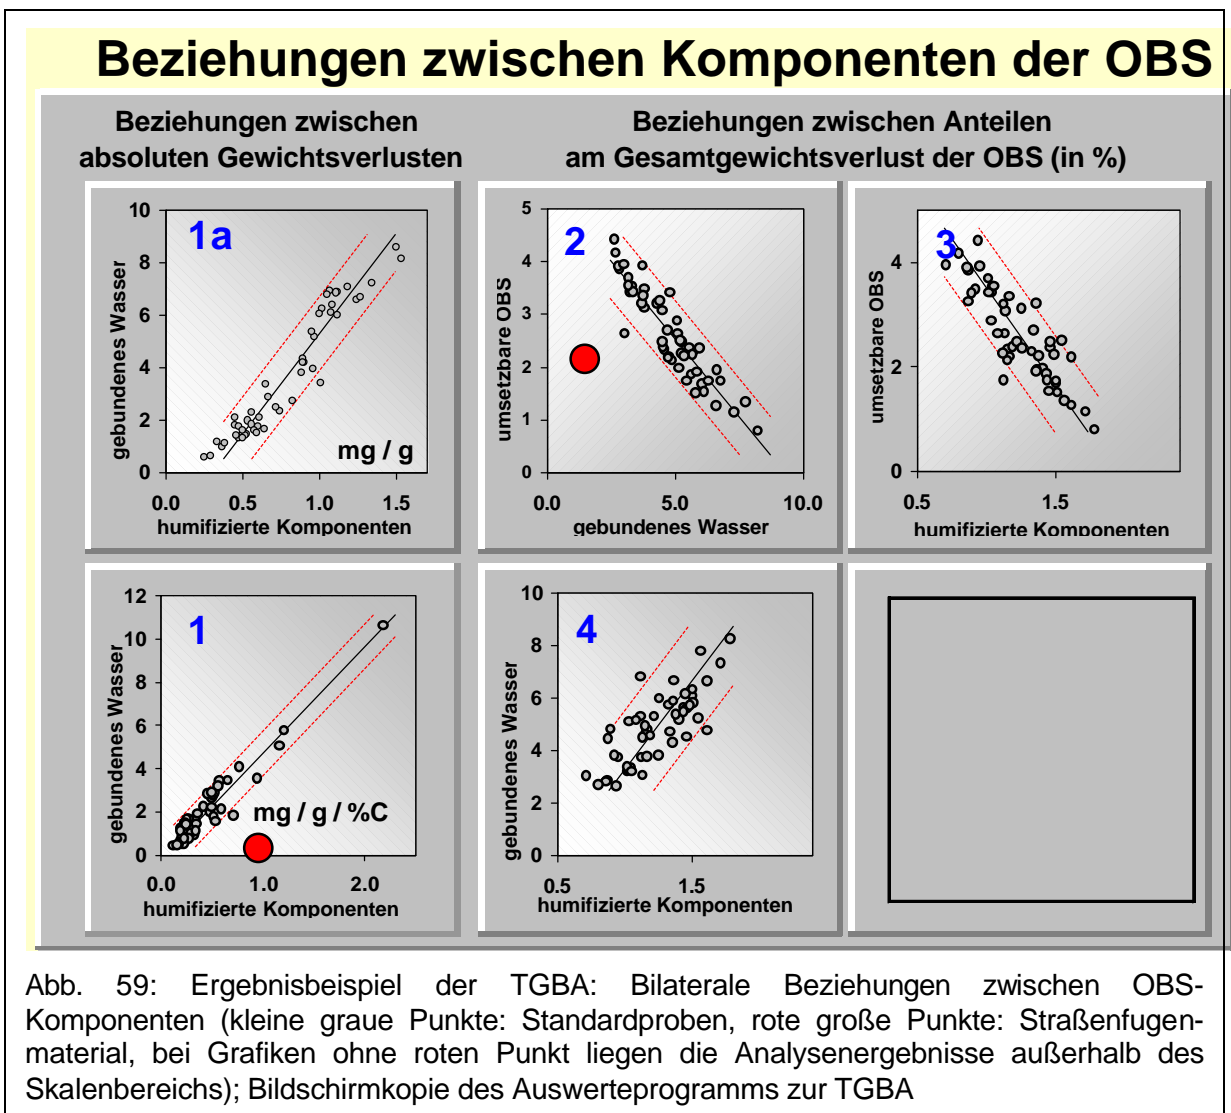 Beziehungen zwischen Komponenten der OBS
Beziehungen zwischen
absoluten Gewichtsverlusten
Beziehungen zwischen Anteilen
am Gesamtgewichtsverlust der OBS (in %)
1a
gebundenes Wasser
10
8
6
4
2
0
mg / g
0.0 0.5 1.0 1.5
humifizierte Komponenten
2
umsetzbare OBS
5
4
3
2
1
0
0.0 5.0 10.0
gebundenes Wasser
3
umsetzbare OBS
4
2
0
0.5 1.5
humifizierte Komponenten
1
gebundenes Wasser
12
10
8
6
4
2
0
mg / g / %C
0.0 1.0 2.0
humifizierte Komponenten
4
gebundenes Wasser
10
8
6
4
2
0
0.5 1.5
humifizierte Komponenten
Abb. 59: Ergebnisbeispiel der TGBA: Bilaterale Beziehungen zwischen OBS-
Komponenten (kleine graue Punkte: Standardproben, rote große Punkte: Straßenfugen-
material, bei Grafiken ohne roten Punkt liegen die Analysenergebnisse außerhalb des
Skalenbereichs); Bildschirmkopie des Auswerteprogramms zur TGBA